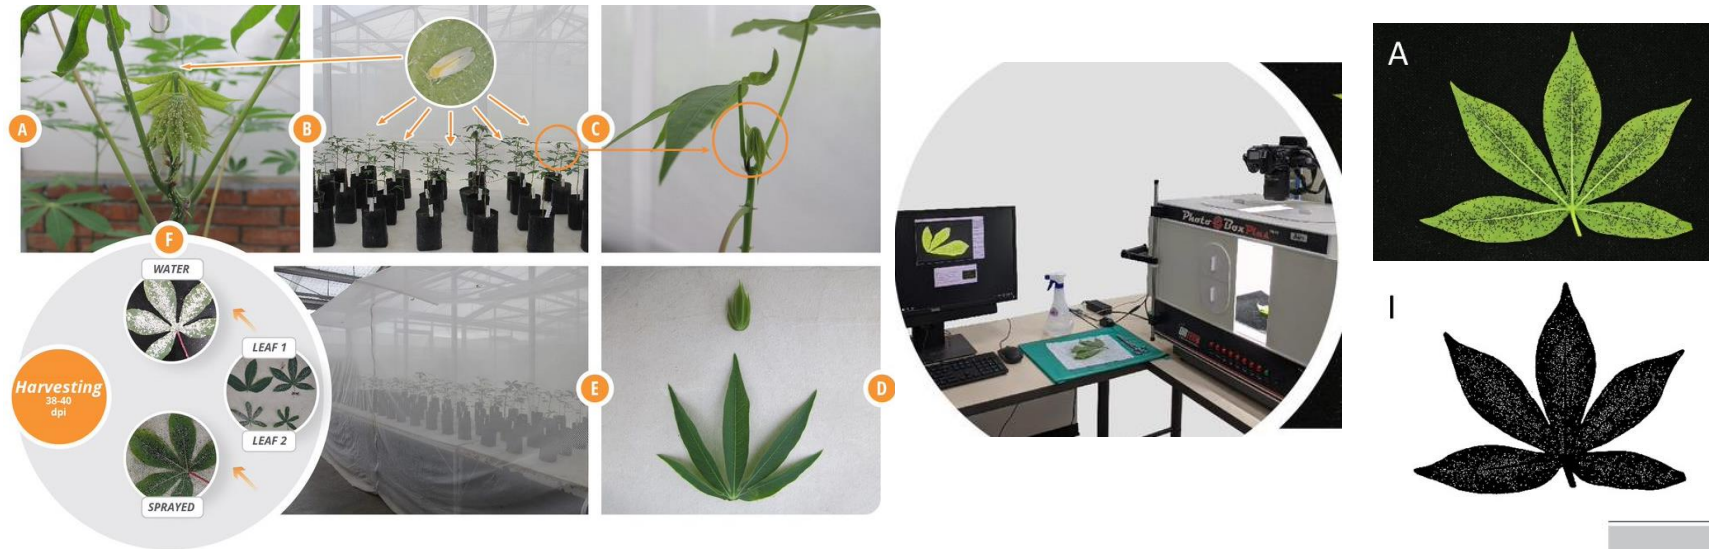 A
B
C
F
WATER
LEAF 1
Harvesting
38-40
dpi
LEAF 2
SPRAYED
E
D
Photo Box Plus
A
I